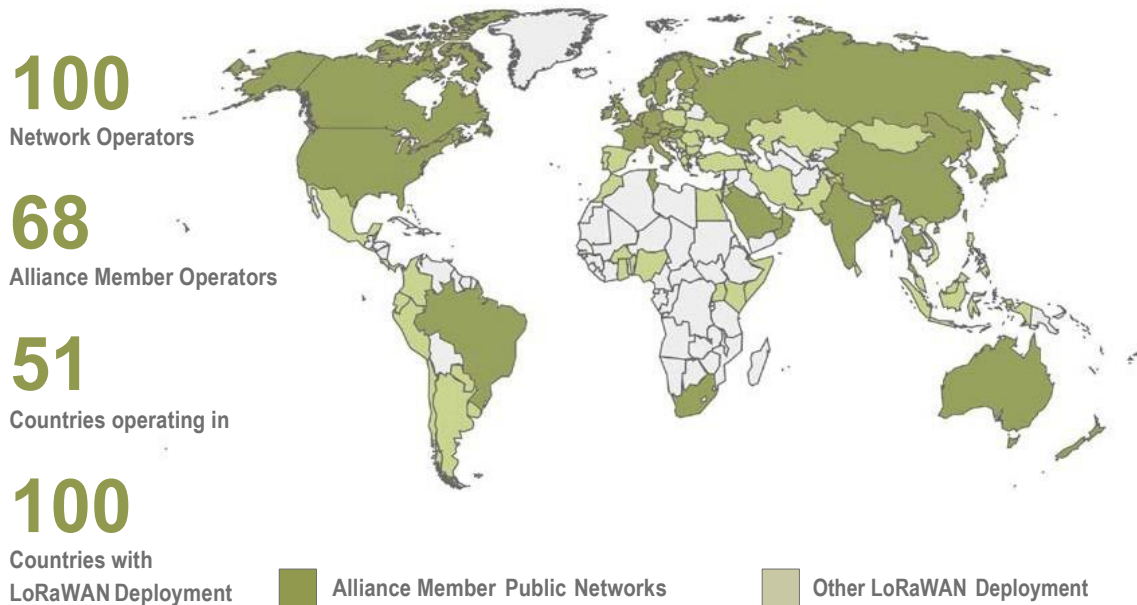 100
Network Operators
68
Alliance Member Operators
51
Countries operating in
100
Countries with
LoRaWAN Deployment
Alliance Member Public Networks
Other LoRaWAN Deployment